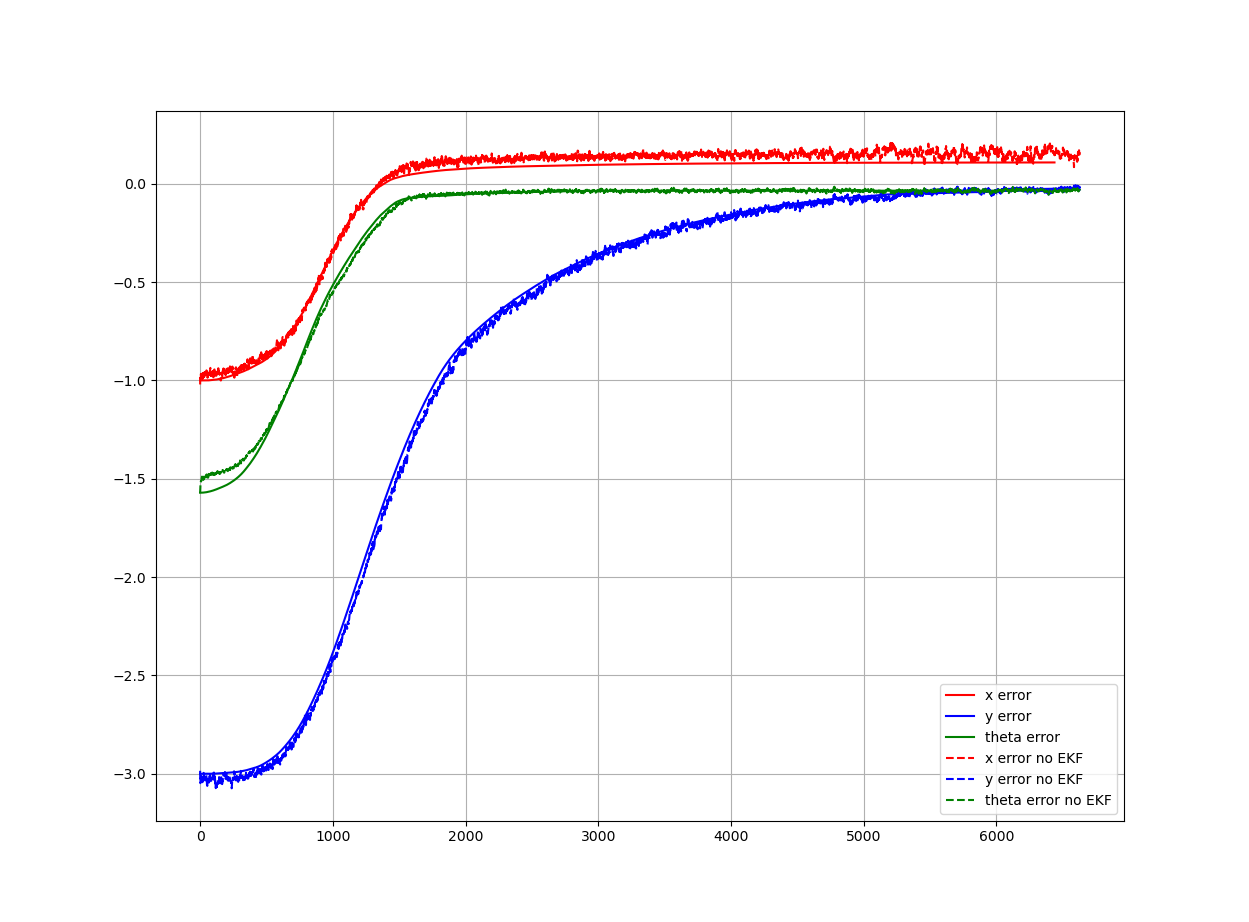 0.0
−0.5
−1.0
−1.5
−2.0
−2.5
−3.0
0 1000 2000 3000 4000 5000 6000
x error
y error
theta error
x error no EKF
y error no EKF
theta error no EKF